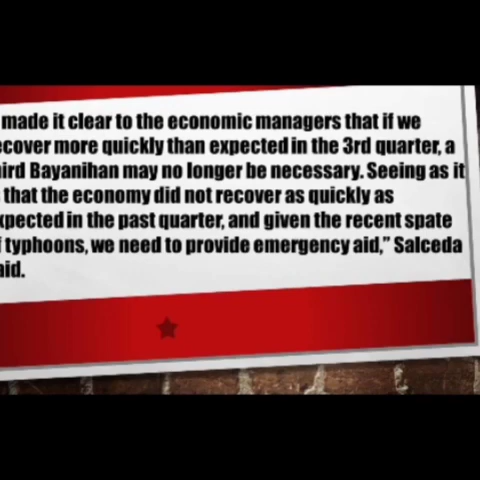 made it clear to the economic managers that if we
ecover more quickly than expected in the 3rd quarter, a
ird Bayanihan may no longer be necessary. Seeing as it
that the economy did not recover as quickly as
xpected in the past quarter, and given the recent spate
f typhoons, we need to provide emergency aid,” Salceda
aid.